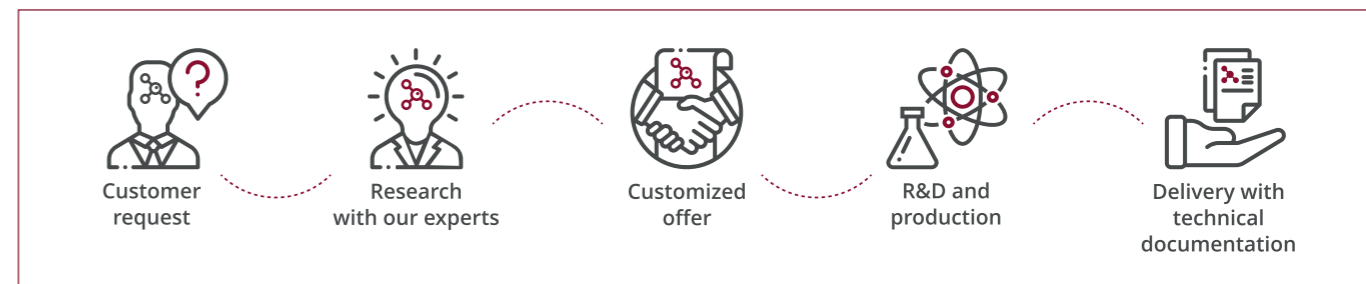 ?
Customer
request
Research
with our experts
Customized
offer
R&D and
production
Delivery with
technical
documentation